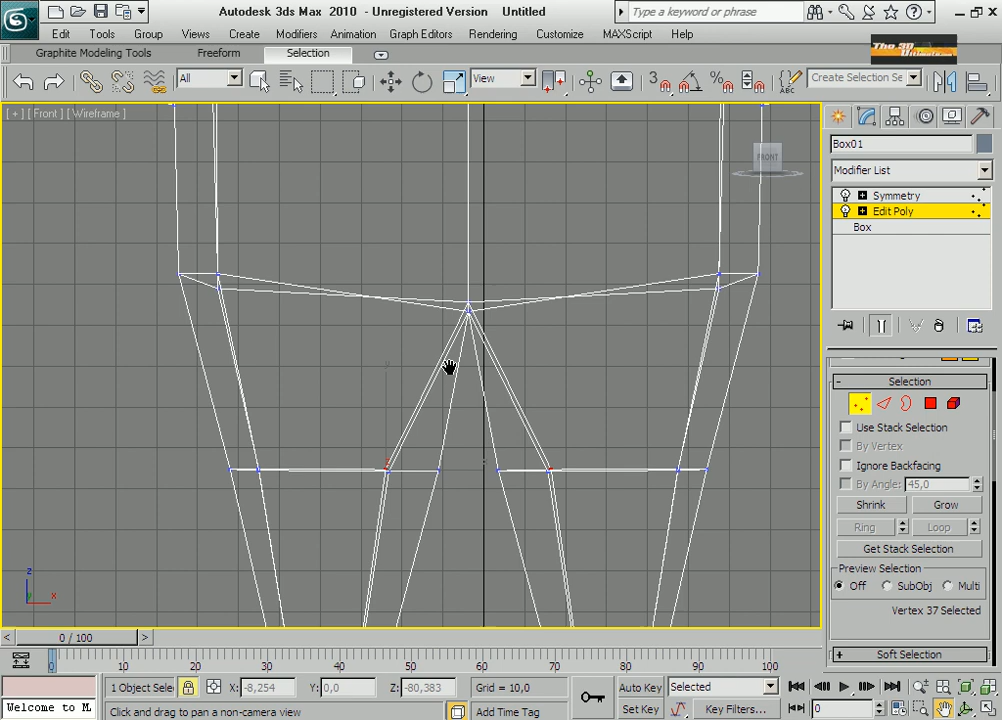 Autodesk 3ds Max 2010 - Unregistered Version Untitled
Type a keyword or phrase
Edit Tools Group Views Create Modifiers Animation Graph Editors Rendering Customize MAXScript Help
Graphite Modeling Tools Freeform Selection
The 3D
All View 3 % ABC Create Selection Se
[ + ] [ Front ] [ Wireframe ]
FRONT
Box01
Modifier List
Symmetry
Edit Poly
Box
- Selection
Use Stack Selection
By Vertex
Ignore Backfacing
By Angle: 45,0
Shrink Grow
Ring Loop
Get Stack Selection
Preview Selection
Off SubObj Multi
Vertex 37 Selected
+ Soft Selection
z
x
< 0 / 100 >
0 10 20 30 40 50 60 70 80 90 100
1 Object Sele X: -8,254 Y: 0,0 Z: -80,383 Grid = 10,0 Auto Key Selected
Welcome to M. Click and drag to pan a non-camera view Add Time Tag Set Key Key Filters... 0